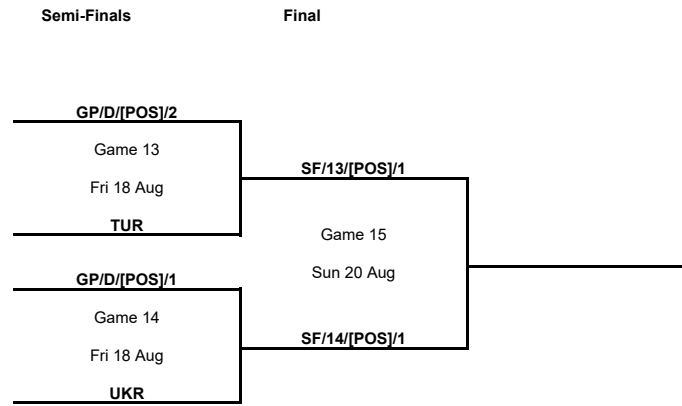 Semi-Finals Final
GP/D/[POS]/2
Game 13
Fri 18 Aug
TUR
SF/13/[POS]/1
Game 15
Sun 20 Aug
SF/14/[POS]/1
GP/D/[POS]/1
Game 14
Fri 18 Aug
UKR